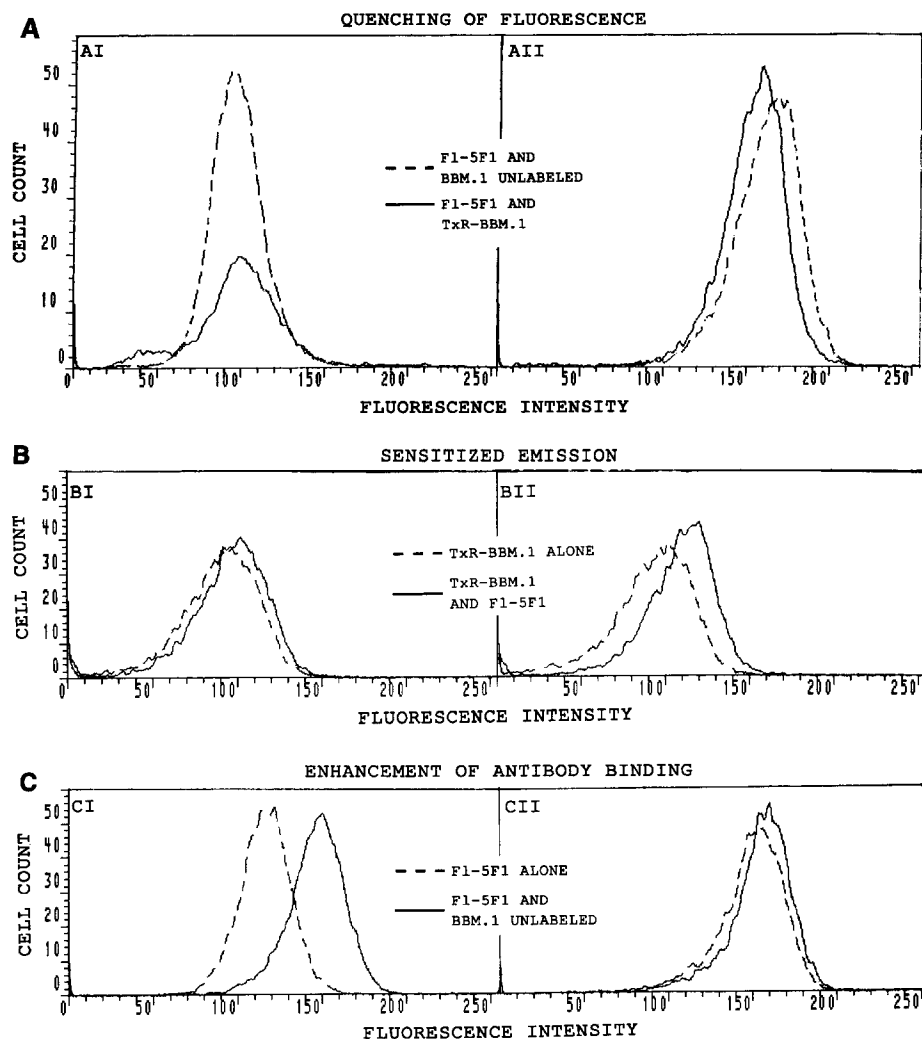 A
QUENCHING OF FLUORESCENCE
AI
AII
CELL COUNT
50
40
30
20
10
0
Fl-5F1 AND
BBM.1 UNLABELED
Fl-5F1 AND
TxR-BBM.1
0 50 100 150 200 250
50 100 150 200 250
FLUORESCENCE INTENSITY
B
SENSITIZED EMISSION
BI
BII
CELL COUNT
50
40
30
20
10
0
TxR-BBM.1 ALONE
TxR-BBM.1
AND Fl-5F1
0 50 100 150 200 250
50 100 150 200 250
FLUORESCENCE INTENSITY
C
ENHANCEMENT OF ANTIBODY BINDING
CI
CII
CELL COUNT
50
40
30
20
10
0
Fl-5F1 ALONE
Fl-5F1 AND
BBM.1 UNLABELED
0 50 100 150 200 250
50 100 150 200 250
FLUORESCENCE INTENSITY